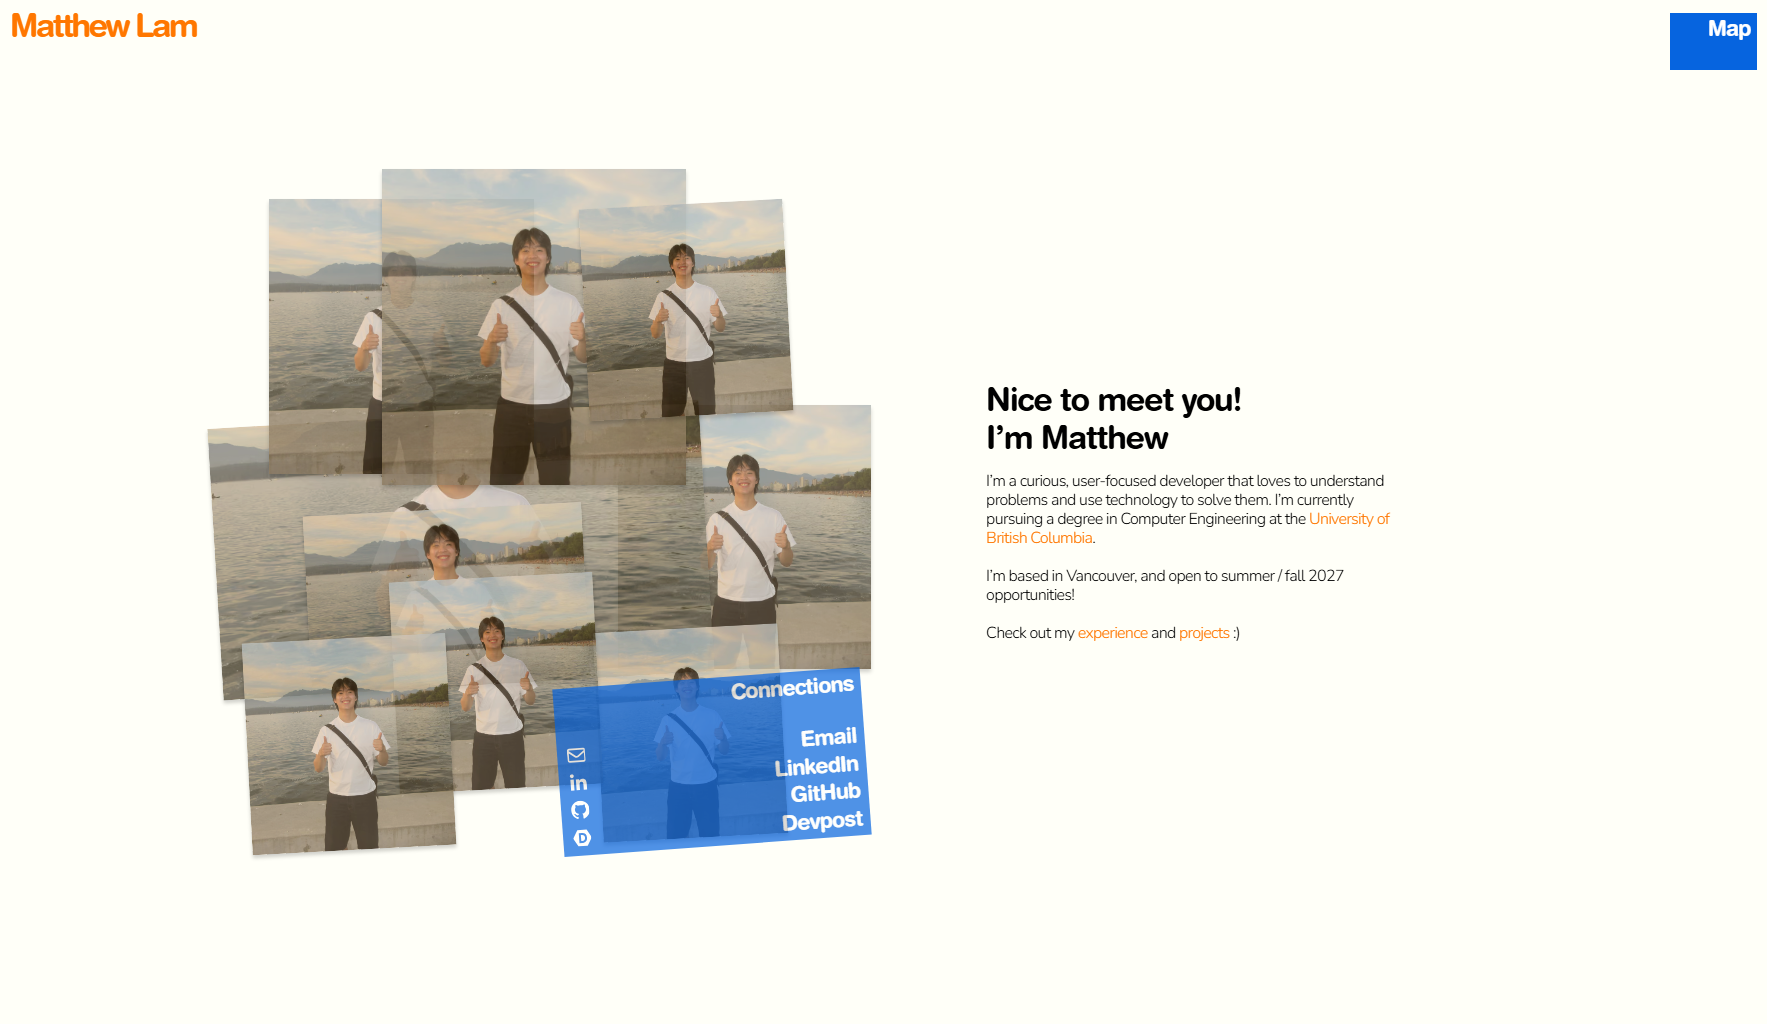 Matthew Lam
Map
Nice to meet you!
I'm Matthew
I'm a curious, user-focused developer that loves to understand
problems and use technology to solve them. I'm currently
pursuing a degree in Computer Engineering at the University of
British Columbia.
I'm based in Vancouver, and open to summer / fall 2027
opportunities!
Check out my experience and projects :)
Connections
Email
LinkedIn
GitHub
Devpost